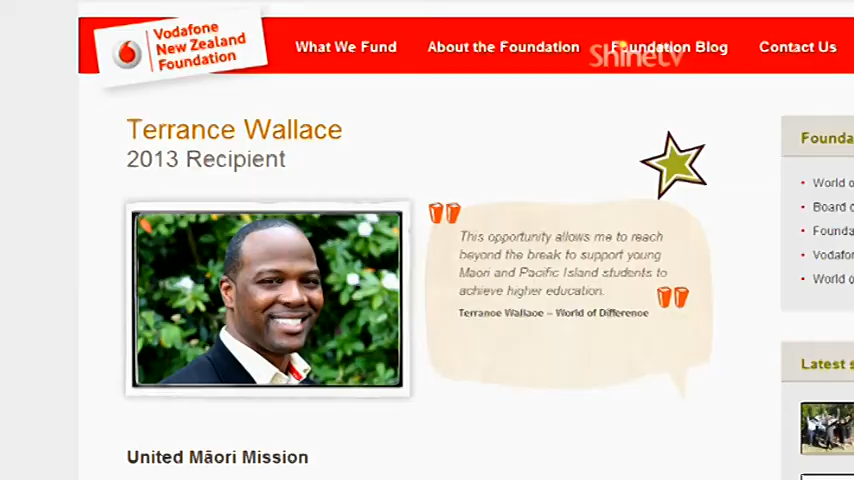 Vodafone
New Zealand
Foundation
What We Fund
About the Foundation
Foundation Blog
Contact Us
Shinetv
Terrance Wallace
2013 Recipient
This opportunity allows me to reach
beyond the break to support young
Maori and Pacific Island students to
achieve higher education.
Terrance Wallace – World of Difference
United Māori Mission
Founda
World o
Board o
Founda
Vodafo
World o
Latest s